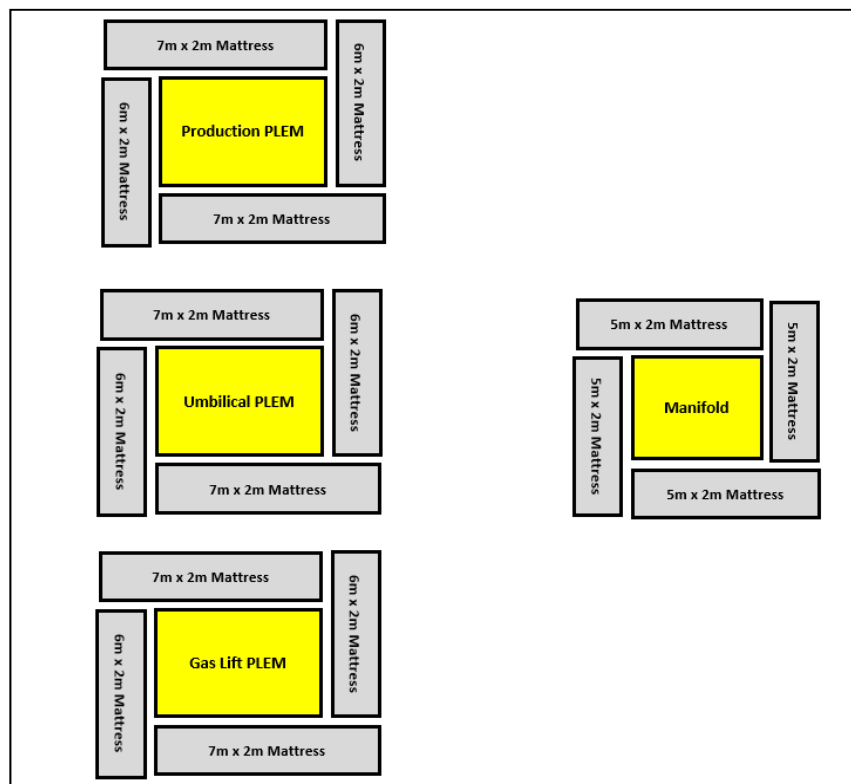 7m x 2m Mattress
6m x 2m Mattress
6m x 2m Mattress
Production PLEM
7m x 2m Mattress
7m x 2m Mattress
6m x 2m Mattress
6m x 2m Mattress
Umbilical PLEM
7m x 2m Mattress
5m x 2m Mattress
5m x 2m Mattress
5m x 2m Mattress
Manifold
5m x 2m Mattress
7m x 2m Mattress
6m x 2m Mattress
6m x 2m Mattress
Gas Lift PLEM
7m x 2m Mattress